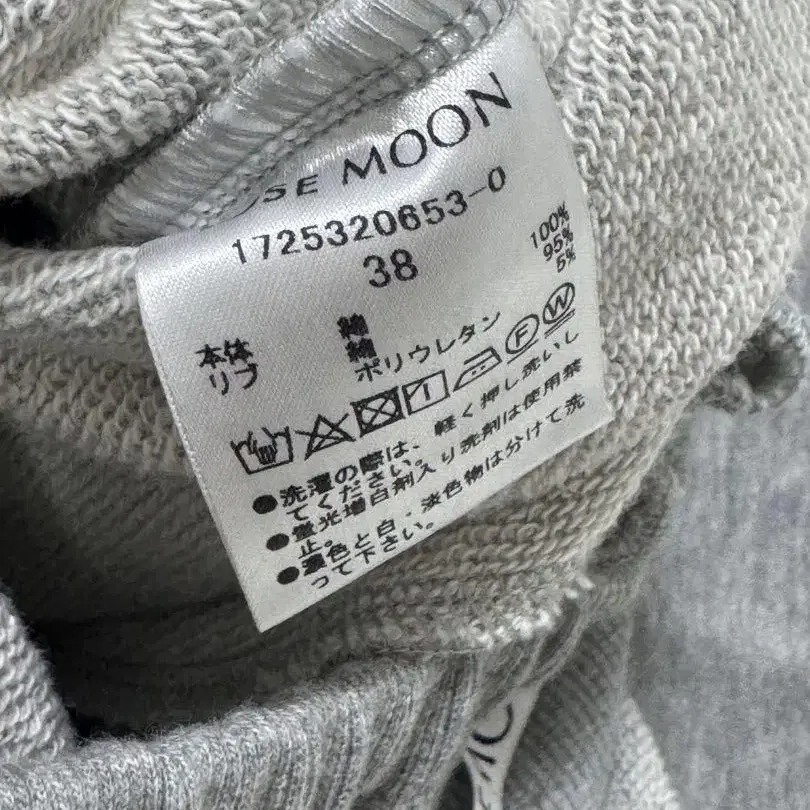 SE MOON
1725320653-0
38
本体 綿 100%
リブ 綿 95%
ポリウレタン 5%
F W
●洗濯の際は、軽く押し洗いし
てください。
●蛍光増白剤入り洗剤は使用禁
止。
●濃色と白・淡色物は分けて洗
って下さい。